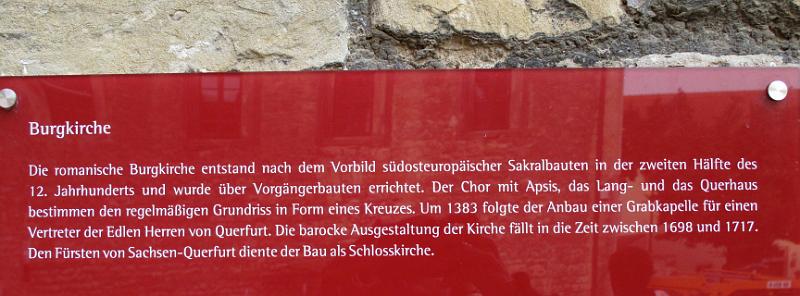 Burgkirche
Die romanische Burgkirche entstand nach dem Vorbild südosteuropäischer Sakralbauten in der zweiten Hälfte des
12. Jahrhunderts und wurde über Vorgängerbauten errichtet. Der Chor mit Apsis, das Lang- und das Querhaus
bestimmen den regelmäßigen Grundriss in Form eines Kreuzes. Um 1383 folgte der Anbau einer Grabkapelle für einen
Vertreter der Edlen Herren von Querfurt. Die barocke Ausgestaltung der Kirche fällt in die Zeit zwischen 1698 und 1717.
Den Fürsten von Sachsen-Querfurt diente der Bau als Schlosskirche.